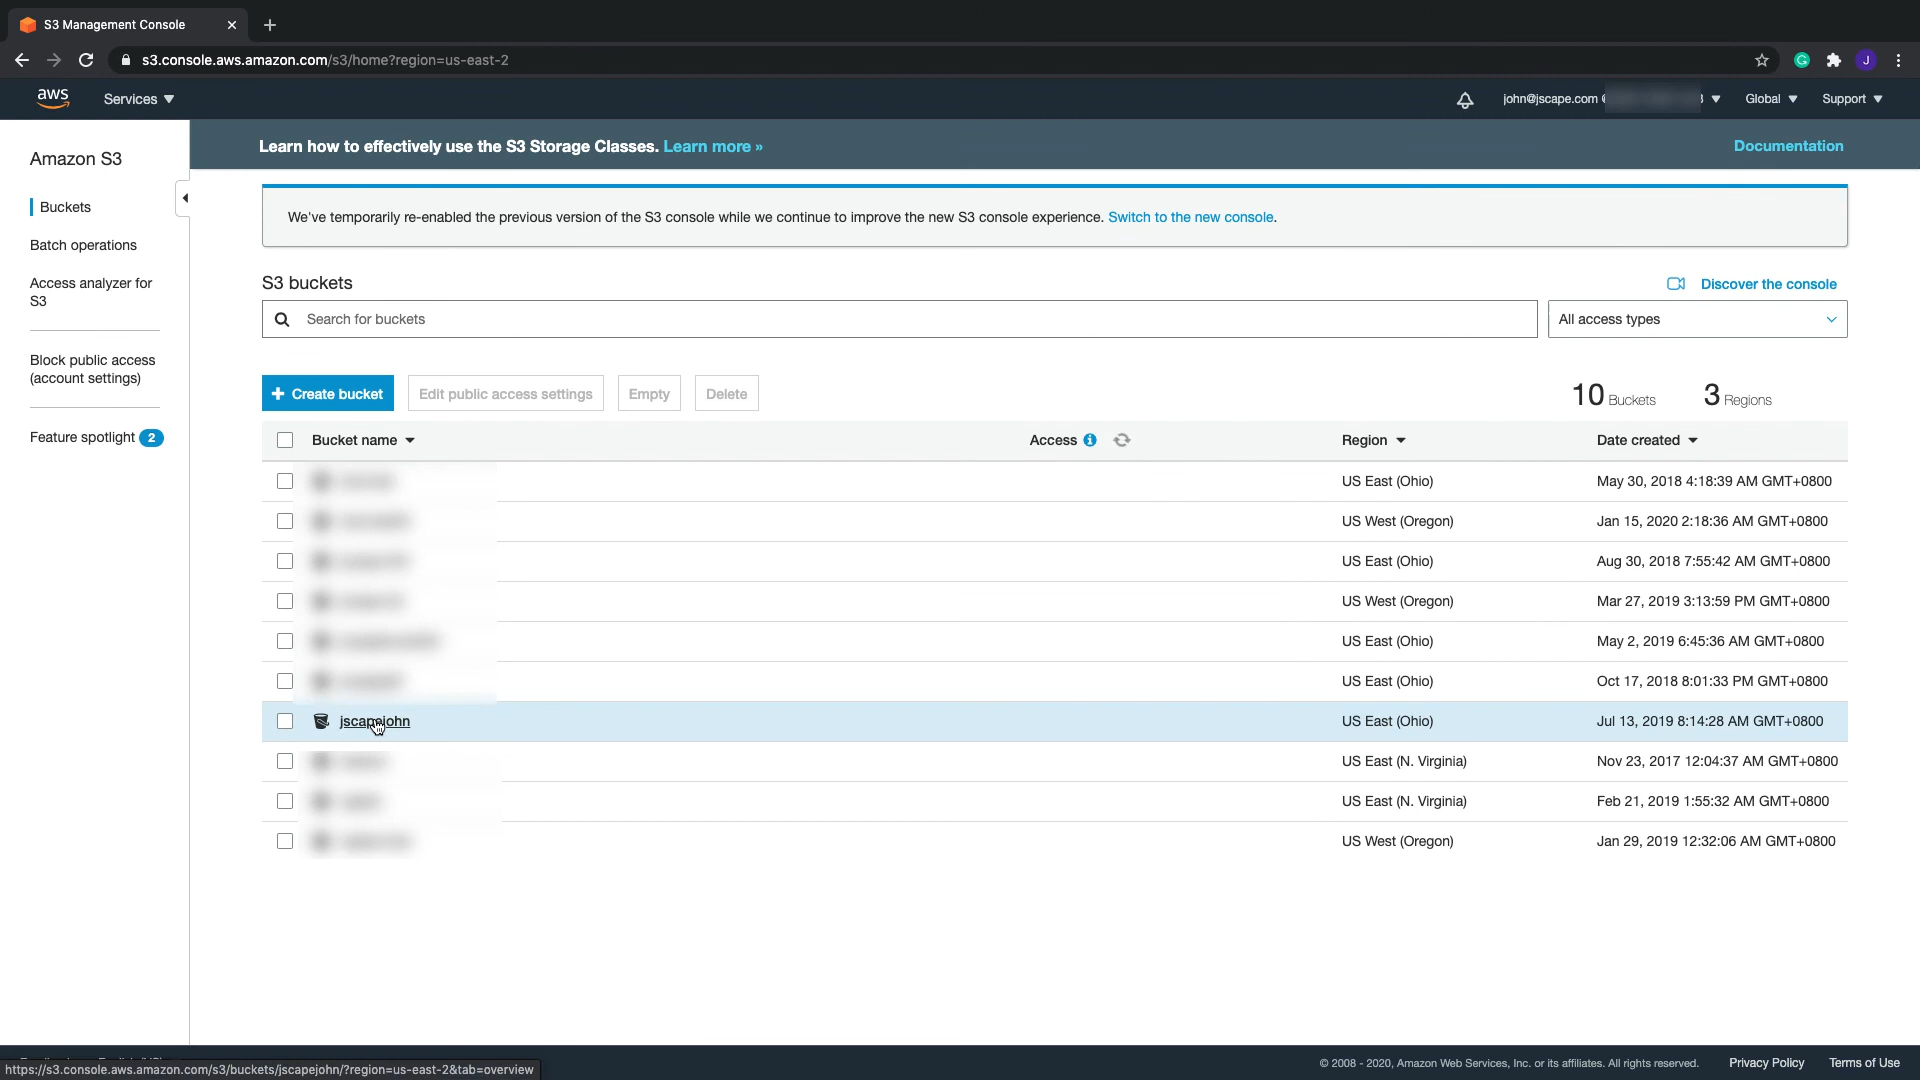 S3 Management Console
s3.console.aws.amazon.com/s3/home?region=us-east-2
J
aws
Services
john@jscape.com
Global
Support
Amazon S3
Buckets
Batch operations
Access analyzer for
S3
Block public access
(account settings)
Feature spotlight 2
Learn how to effectively use the S3 Storage Classes. Learn more »
Documentation
We've temporarily re-enabled the previous version of the S3 console while we continue to improve the new S3 console experience. Switch to the new console.
S3 buckets
Discover the console
Search for buckets
All access types
Create bucket
Edit public access settings
Empty
Delete
10 Buckets
3 Regions
Bucket name Access Region Date created
US East (Ohio) May 30, 2018 4:18:39 AM GMT+0800
US West (Oregon) Jan 15, 2020 2:18:36 AM GMT+0800
US East (Ohio) Aug 30, 2018 7:55:42 AM GMT+0800
US West (Oregon) Mar 27, 2019 3:13:59 PM GMT+0800
US East (Ohio) May 2, 2019 6:45:36 AM GMT+0800
US East (Ohio) Oct 17, 2018 8:01:33 PM GMT+0800
jscapejohn US East (Ohio) Jul 13, 2019 8:14:28 AM GMT+0800
US East (N. Virginia) Nov 23, 2017 12:04:37 AM GMT+0800
US East (N. Virginia) Feb 21, 2019 1:55:32 AM GMT+0800
US West (Oregon) Jan 29, 2019 12:32:06 AM GMT+0800
© 2008 - 2020, Amazon Web Services, Inc. or its affiliates. All rights reserved.
Privacy Policy
Terms of Use
https://s3.console.aws.amazon.com/s3/buckets/jscapejohn/?region=us-east-2&tab=overview